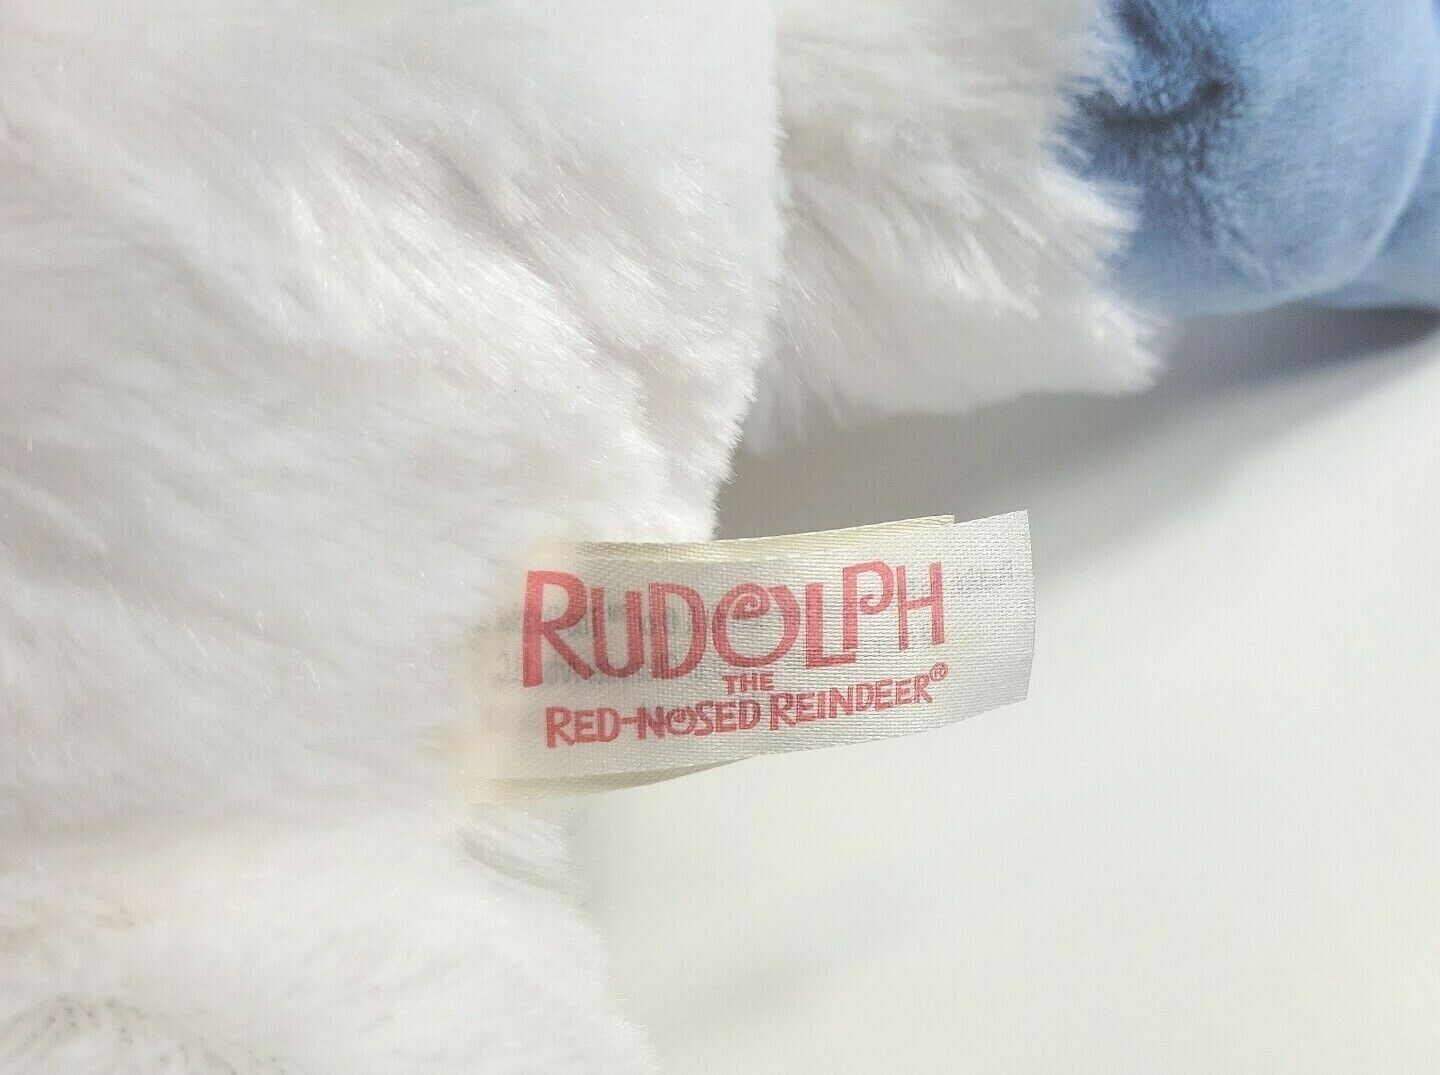 RUDOLPH
THE
RED-NOSED REINDEER®